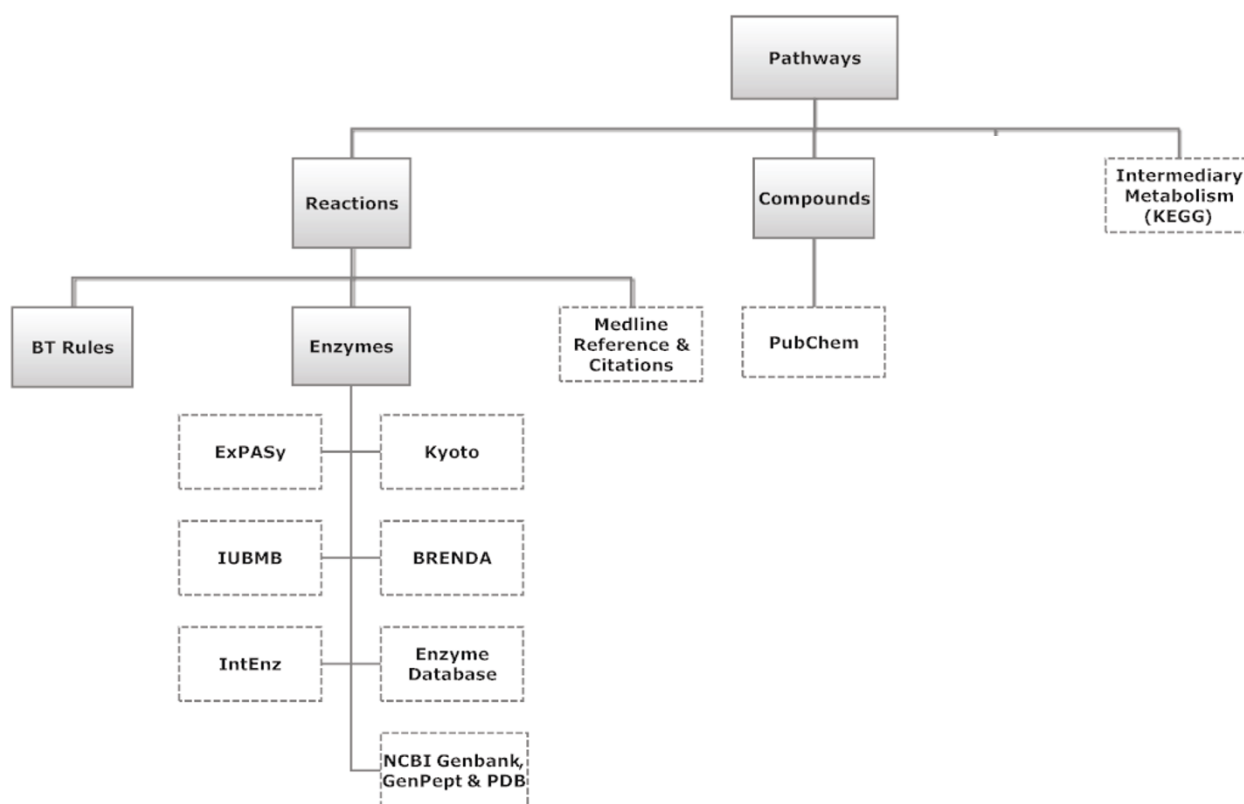 Pathways
Reactions
Compounds
Intermediary
Metabolism
(KEGG)
BT Rules
Enzymes
Medline
Reference &
Citations
PubChem
ExPASy
Kyoto
IUBMB
BRENDA
IntEnz
Enzyme
Database
NCBI Genbank,
GenPept & PDB